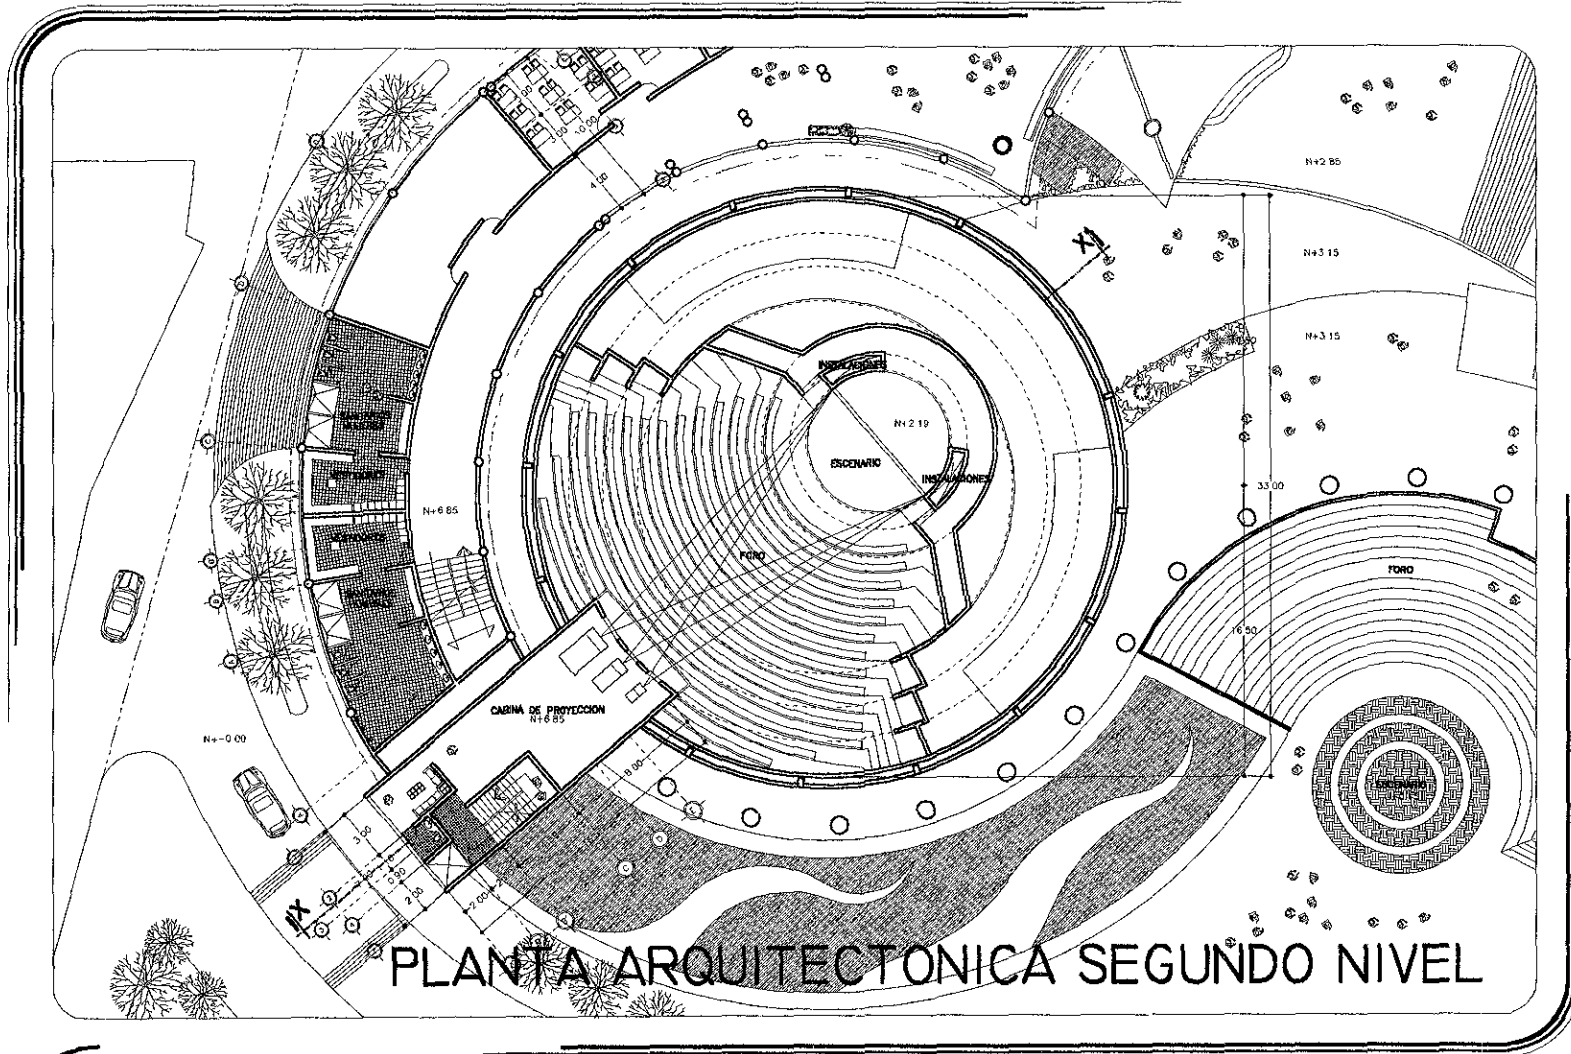 N+2 85
N+3 15
N+3 15
4.00
INSTALACIONES
N+2 19
ESCENARIO
INSTALACIONES
33.00
N+6 85
FORO
FORO
16.50
CABINA DE PROYECCION
N+6 85
N+-0.00
8.00
ESCENARIO
3.00
0.90
2.00
2.00
PLANTA ARQUITECTONICA SEGUNDO NIVEL